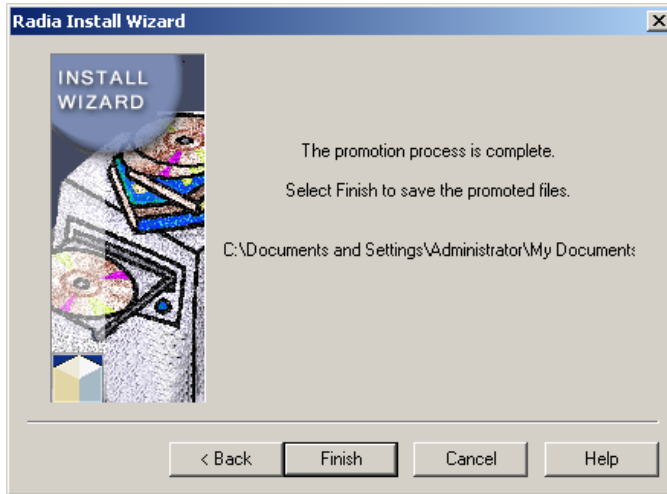 Radia Install Wizard
INSTALL
WIZARD
The promotion process is complete.
Select Finish to save the promoted files.
C:\Documents and Settings\Administrator\My Documents
< Back
Finish
Cancel
Help